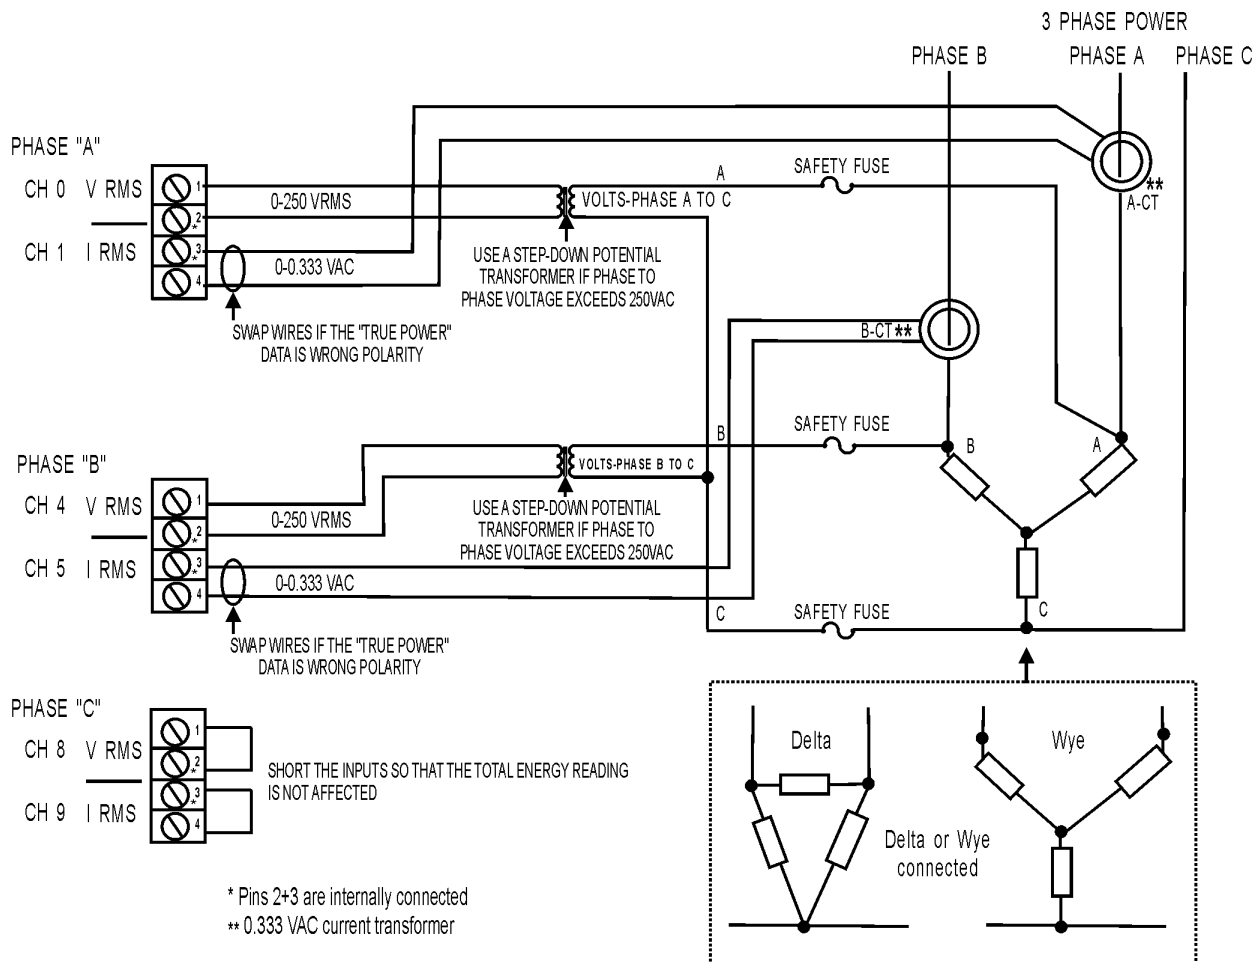 3 PHASE POWER
PHASE B
PHASE A
PHASE C
PHASE "A"
CH 0 V RMS
CH 1 I RMS
1
2
*
3
*
4
0-250 VRMS
0-0.333 VAC
SWAP WIRES IF THE "TRUE POWER"
DATA IS WRONG POLARITY
VOLTS-PHASE A TO C
USE A STEP-DOWN POTENTIAL
TRANSFORMER IF PHASE TO
PHASE VOLTAGE EXCEEDS 250VAC
A
SAFETY FUSE
**
A-CT
B-CT**
PHASE "B"
CH 4 V RMS
CH 5 I RMS
1
2
*
3
*
4
0-250 VRMS
0-0.333 VAC
SWAP WIRES IF THE "TRUE POWER"
DATA IS WRONG POLARITY
VOLTS-PHASE B TO C
USE A STEP-DOWN POTENTIAL
TRANSFORMER IF PHASE TO
PHASE VOLTAGE EXCEEDS 250VAC
B
SAFETY FUSE
B
A
C
C
SAFETY FUSE
PHASE "C"
CH 8 V RMS
CH 9 I RMS
1
2
*
3
*
4
SHORT THE INPUTS SO THAT THE TOTAL ENERGY READING
IS NOT AFFECTED
Delta
Wye
Delta or Wye
connected
* Pins 2+3 are internally connected
** 0.333 VAC current transformer